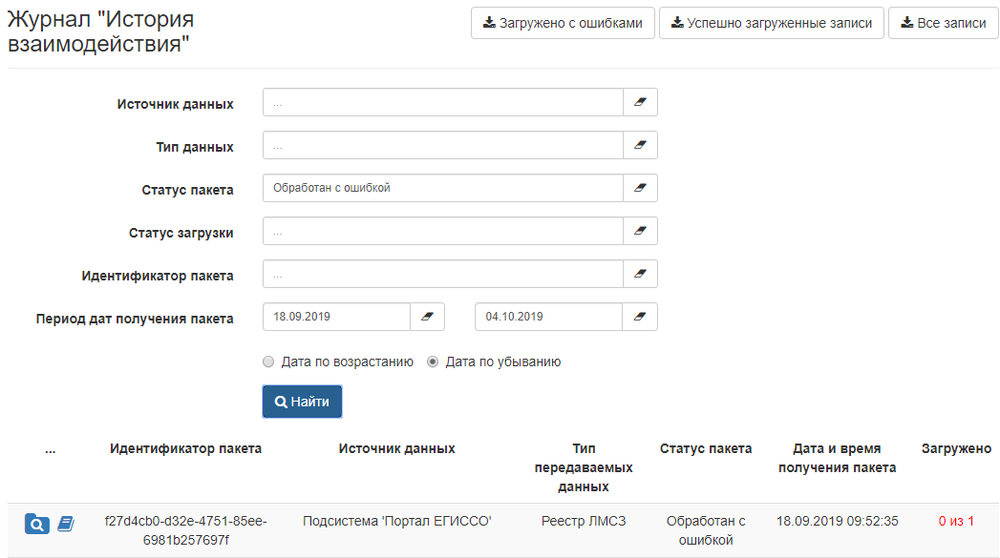 Журнал "История
взаимодействия"
Загружено с ошибками
Успешно загруженные записи
Все записи
Источник данных
...
Тип данных
...
Статус пакета
Обработан с ошибкой
Статус загрузки
...
Идентификатор пакета
...
Период дат получения пакета
18.09.2019
04.10.2019
Дата по возрастанию
Дата по убыванию
Найти
...
Идентификатор пакета
Источник данных
Тип
передаваемых
данных
Статус пакета
Дата и время
получения пакета
Загружено
f27d4cb0-d32e-4751-85ee-
6981b257697f
Подсистема 'Портал ЕГИССО'
Реестр ЛМСЗ
Обработан с
ошибкой
18.09.2019 09:52:35
0 из 1